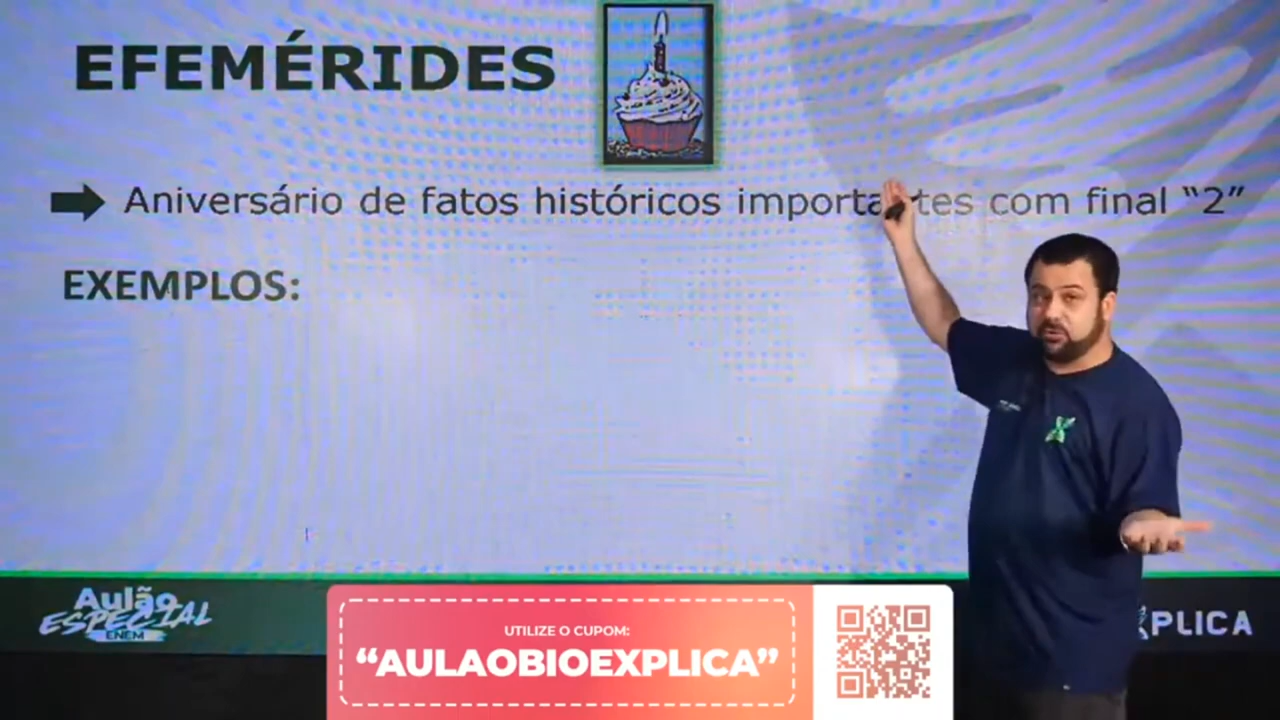 EFEMÉRIDES
Aniversário de fatos históricos importantes com final “2”
EXEMPLOS:
Aulão
ESPECIAL
ENEM
UTILIZE O CUPOM:
“AULAOBIOEXPLICA”
XPLICA